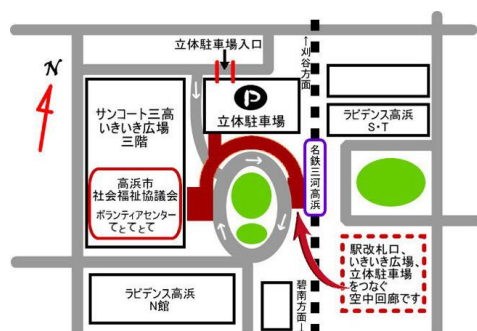 立体駐車場入口
↑刈谷方面
N
サンコート三高
いきいき広場
三階
P
立体駐車場
ラビデンス高浜
S・T
名鉄三河高浜
高浜市
社会福祉協議会
ボランティアセンター
てとてとて
駅改札口、
いきいき広場、
立体駐車場
をつなぐ
空中回廊です
ラビデンス高浜
N館
碧南方面↓